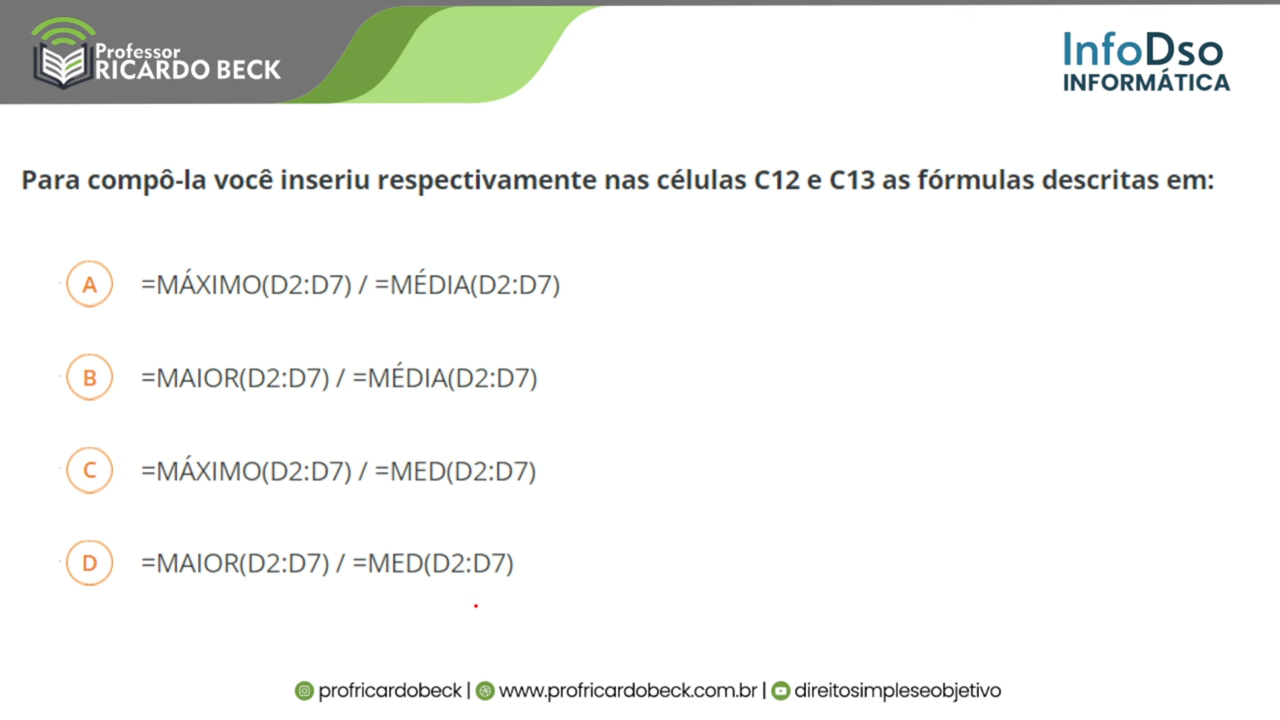 Professor
RICARDO BECK
InfoDso
INFORMÁTICA
Para compô-la você inseriu respectivamente nas células C12 e C13 as fórmulas descritas em:
A =MÁXIMO(D2:D7) / =MÉDIA(D2:D7)
B =MAIOR(D2:D7) / =MÉDIA(D2:D7)
C =MÁXIMO(D2:D7) / =MED(D2:D7)
D =MAIOR(D2:D7) / =MED(D2:D7)
profricardobeck | www.profricardobeck.com.br | direitosimpleseobjetivo